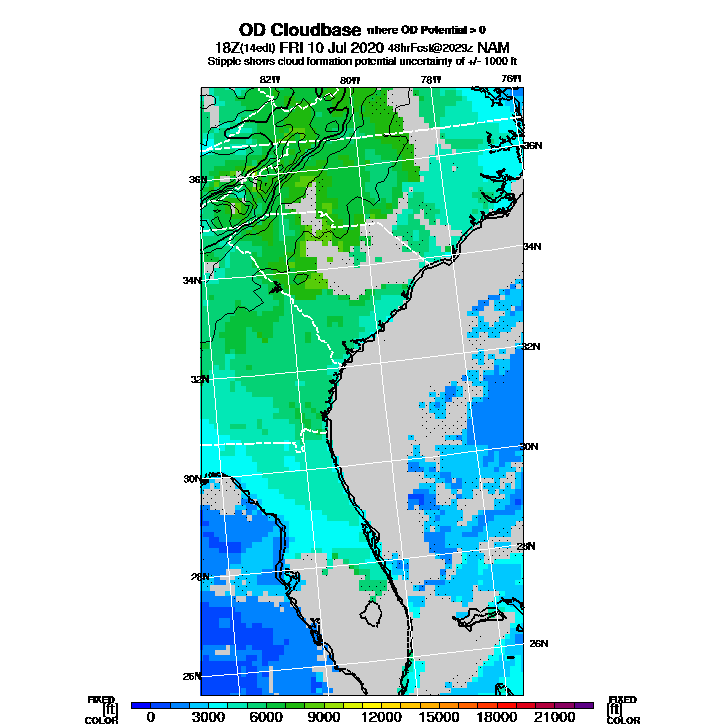 OD Cloudbase where OD Potential > 0
18Z(14edt) FRI 10 Jul 2020 48hrFcst@2029z NAM
Stipple shows cloud formation potential uncertainty of +/- 1000 ft
82W 80W 78W 76W
36N
36N
34N
34N
32N
32N
30N
30N
28N
28N
26N
26N
FIXED FIXED
[ft] [ft]
COLOR COLOR
0 3000 6000 9000 12000 15000 18000 21000